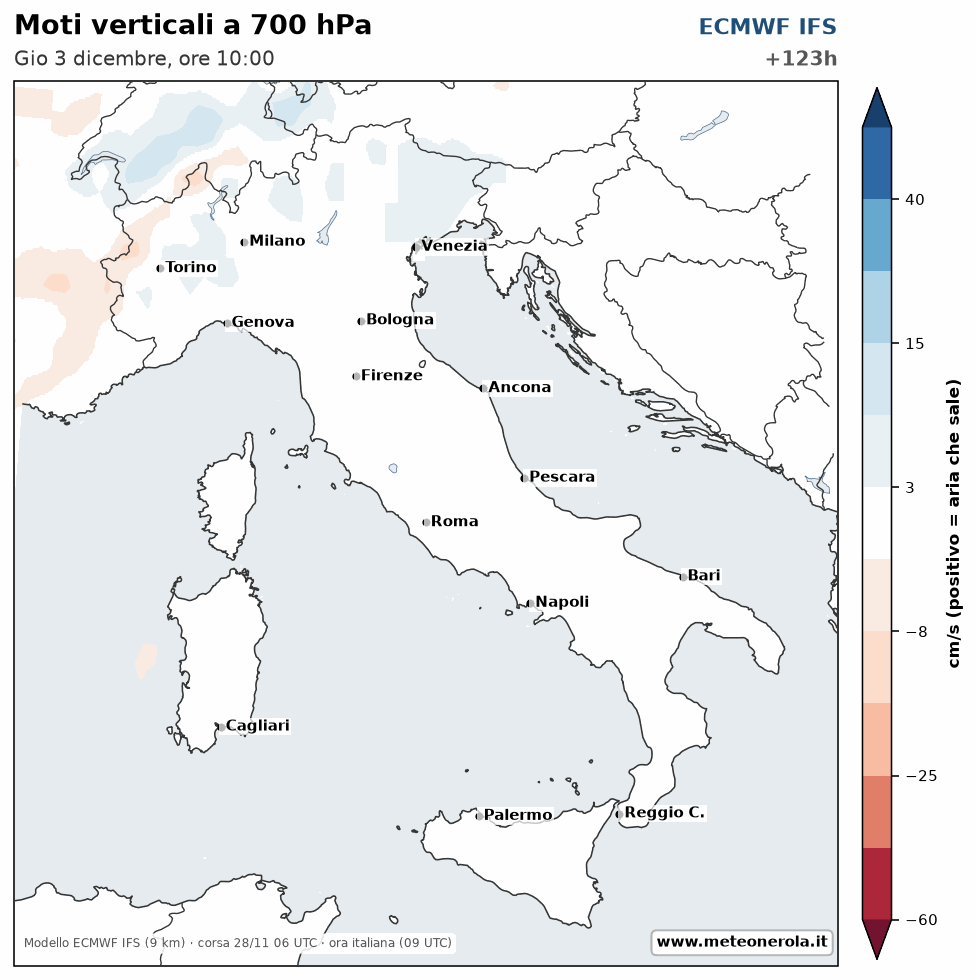 Moti verticali a 700 hPa
ECMWF IFS
Gio 3 dicembre, ore 10:00
+123h
Milano
Venezia
Torino
Genova
Bologna
Firenze
Ancona
Pescara
Roma
Bari
Napoli
Cagliari
Palermo
Reggio C.
40
15
3
−8
−25
−60
cm/s (positivo = aria che sale)
Modello ECMWF IFS (9 km) · corsa 28/11 06 UTC · ora italiana (09 UTC)
www.meteonerola.it